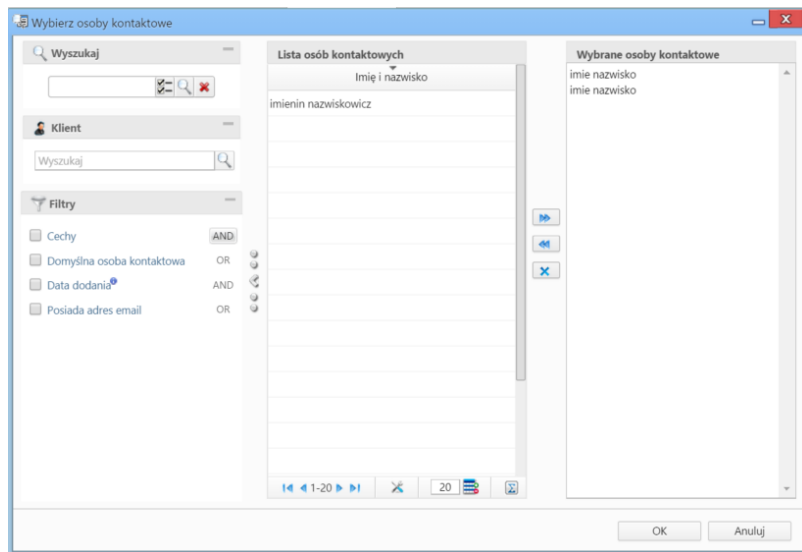 Wybierz osoby kontaktowe
Wyszukaj
Klient
Wyszukaj
Filtry
Cechy AND
Domyślna osoba kontaktowa OR
Data dodania AND
Posiada adres email OR
Lista osób kontaktowych
Imię i nazwisko
imienin nazwiskowicz
1-20
20
Wybrane osoby kontaktowe
imie nazwisko
imie nazwisko
OK Anuluj